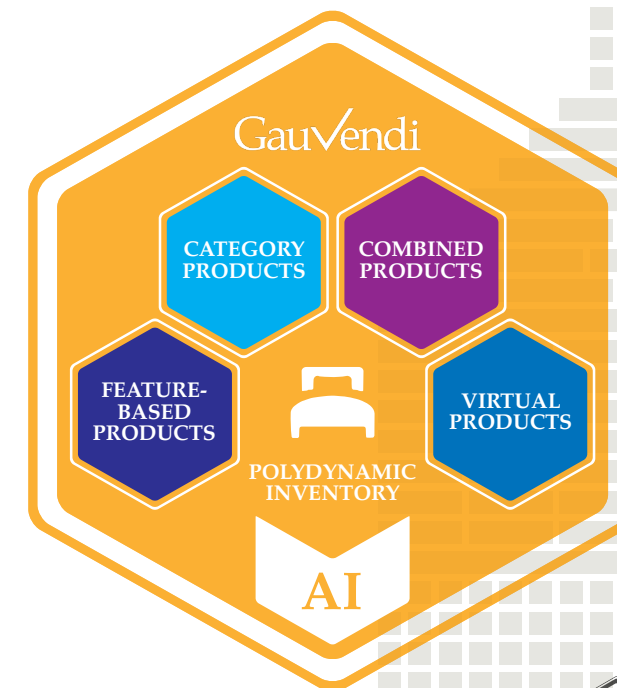 GauVendi
CATEGORY
PRODUCTS
COMBINED
PRODUCTS
FEATURE-
BASED
PRODUCTS
VIRTUAL
PRODUCTS
POLYDYNAMIC
INVENTORY
AI